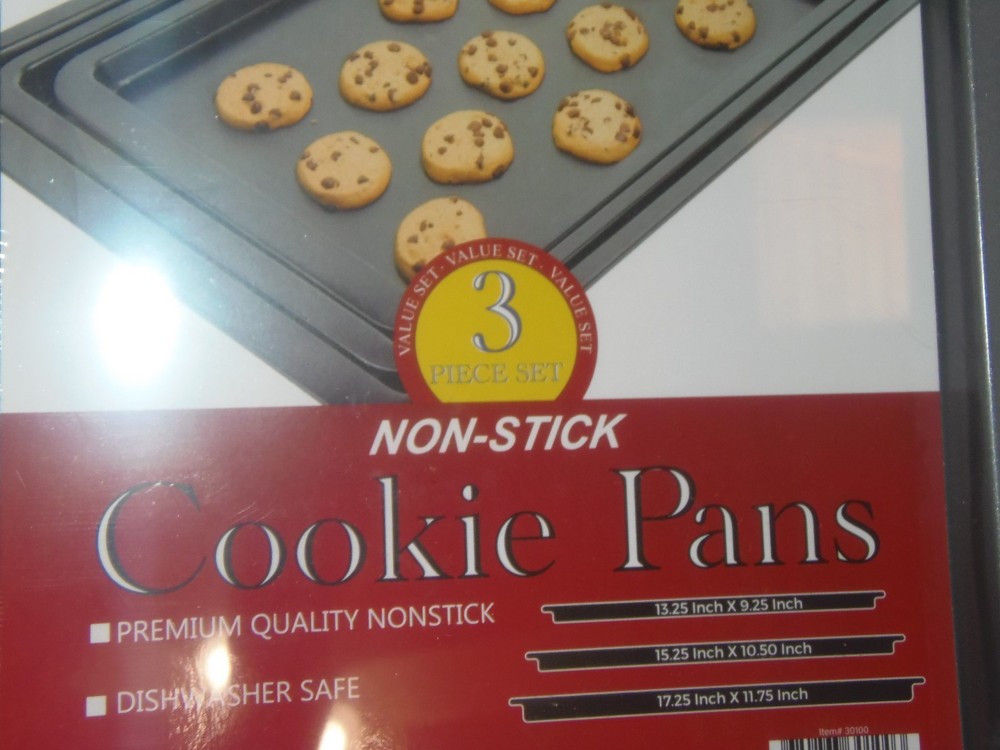 VALUE SET · VALUE SET · VALUE SET
3
PIECE SET
NON-STICK
Cookie Pans
PREMIUM QUALITY NONSTICK
DISHWASHER SAFE
13.25 Inch X 9.25 Inch
15.25 Inch X 10.50 Inch
17.25 Inch X 11.75 Inch
Item# 30100